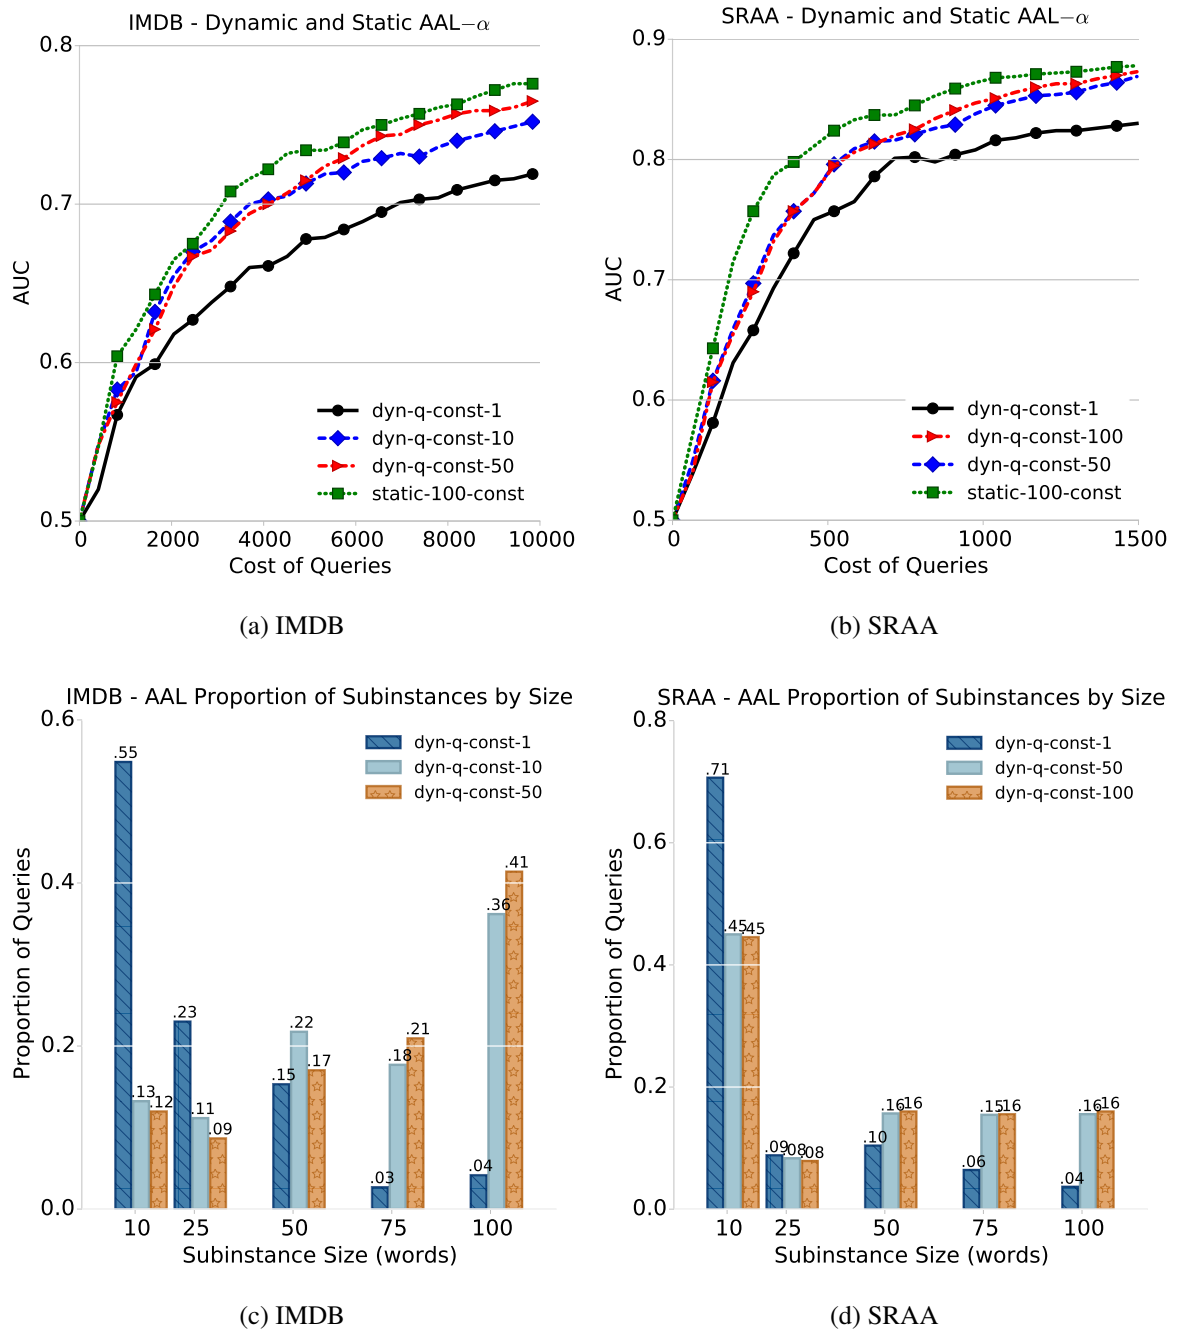 IMDB - Dynamic and Static AAL−α
0.8
0.7
0.6
0.5
AUC
0 2000 4000 6000 8000 10000
Cost of Queries
dyn-q-const-1
dyn-q-const-10
dyn-q-const-50
static-100-const
(a) IMDB
SRAA - Dynamic and Static AAL−α
0.9
0.8
0.7
0.6
0.5
AUC
0 500 1000 1500
Cost of Queries
dyn-q-const-1
dyn-q-const-100
dyn-q-const-50
static-100-const
(b) SRAA
IMDB - AAL Proportion of Subinstances by Size
0.6
0.4
0.2
0.0
Proportion of Queries
dyn-q-const-1
dyn-q-const-10
dyn-q-const-50
.55 .13 .12
.23 .11 .09
.15 .22 .17
.03 .18 .21
.04 .36 .41
10 25 50 75 100
Subinstance Size (words)
(c) IMDB
SRAA - AAL Proportion of Subinstances by Size
0.8
0.6
0.4
0.2
0.0
Proportion of Queries
dyn-q-const-1
dyn-q-const-50
dyn-q-const-100
.71 .45 .45
.09 .08 .08
.10 .16 .16
.06 .15 .16
.04 .16 .16
10 25 50 75 100
Subinstance Size (words)
(d) SRAA